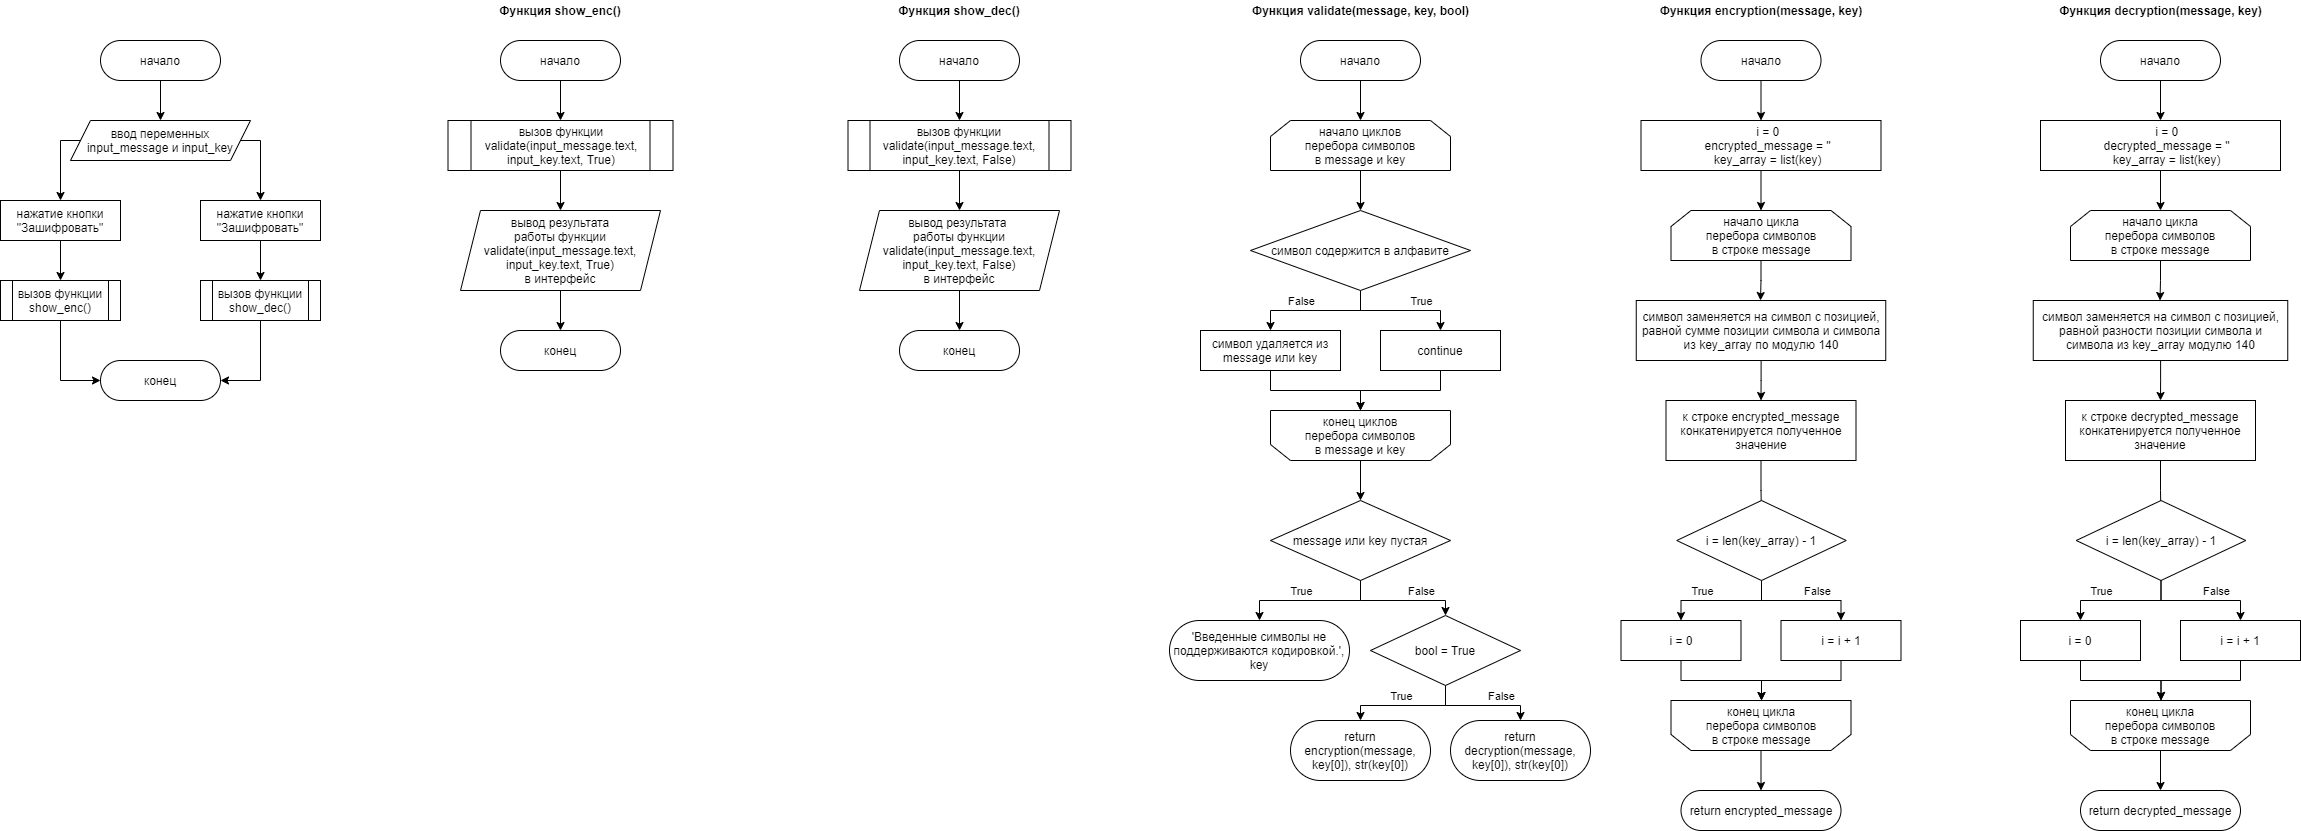 начало
ввод переменных
input_message и input_key
нажатие кнопки
"Зашифровать"
нажатие кнопки
"Зашифровать"
вызов функции
show_enc()
вызов функции
show_dec()
конец
Функция show_enc()
начало
вызов функции
validate(input_message.text,
input_key.text, True)
вывод результата
работы функции
validate(input_message.text,
input_key.text, True)
в интерфейс
конец
Функция show_dec()
начало
вызов функции
validate(input_message.text,
input_key.text, False)
вывод результата
работы функции
validate(input_message.text,
input_key.text, False)
в интерфейс
конец
Функция validate(message, key, bool)
начало
начало циклов
перебора символов
в message и key
символ содержится в алфавите
False
True
символ удаляется из
message или key
continue
конец циклов
перебора символов
в message и key
message или key пустая
True
False
'Введенные символы не
поддерживаются кодировкой.',
key
bool = True
True
False
return
encryption(message,
key[0]), str(key[0])
return
decryption(message,
key[0]), str(key[0])
Функция encryption(message, key)
начало
i = 0
encrypted_message = ''
key_array = list(key)
начало цикла
перебора символов
в строке message
символ заменяется на символ с позицией,
равной сумме позиции символа и символа
из key_array по модулю 140
к строке encrypted_message
конкатенируется полученное
значение
i = len(key_array) - 1
True
False
i = 0
i = i + 1
конец цикла
перебора символов
в строке message
return encrypted_message
Функция decryption(message, key)
начало
i = 0
decrypted_message = ''
key_array = list(key)
начало цикла
перебора символов
в строке message
символ заменяется на символ с позицией,
равной разности позиции символа и
символа из key_array модулю 140
к строке decrypted_message
конкатенируется полученное
значение
i = len(key_array) - 1
True
False
i = 0
i = i + 1
конец цикла
перебора символов
в строке message
return decrypted_message